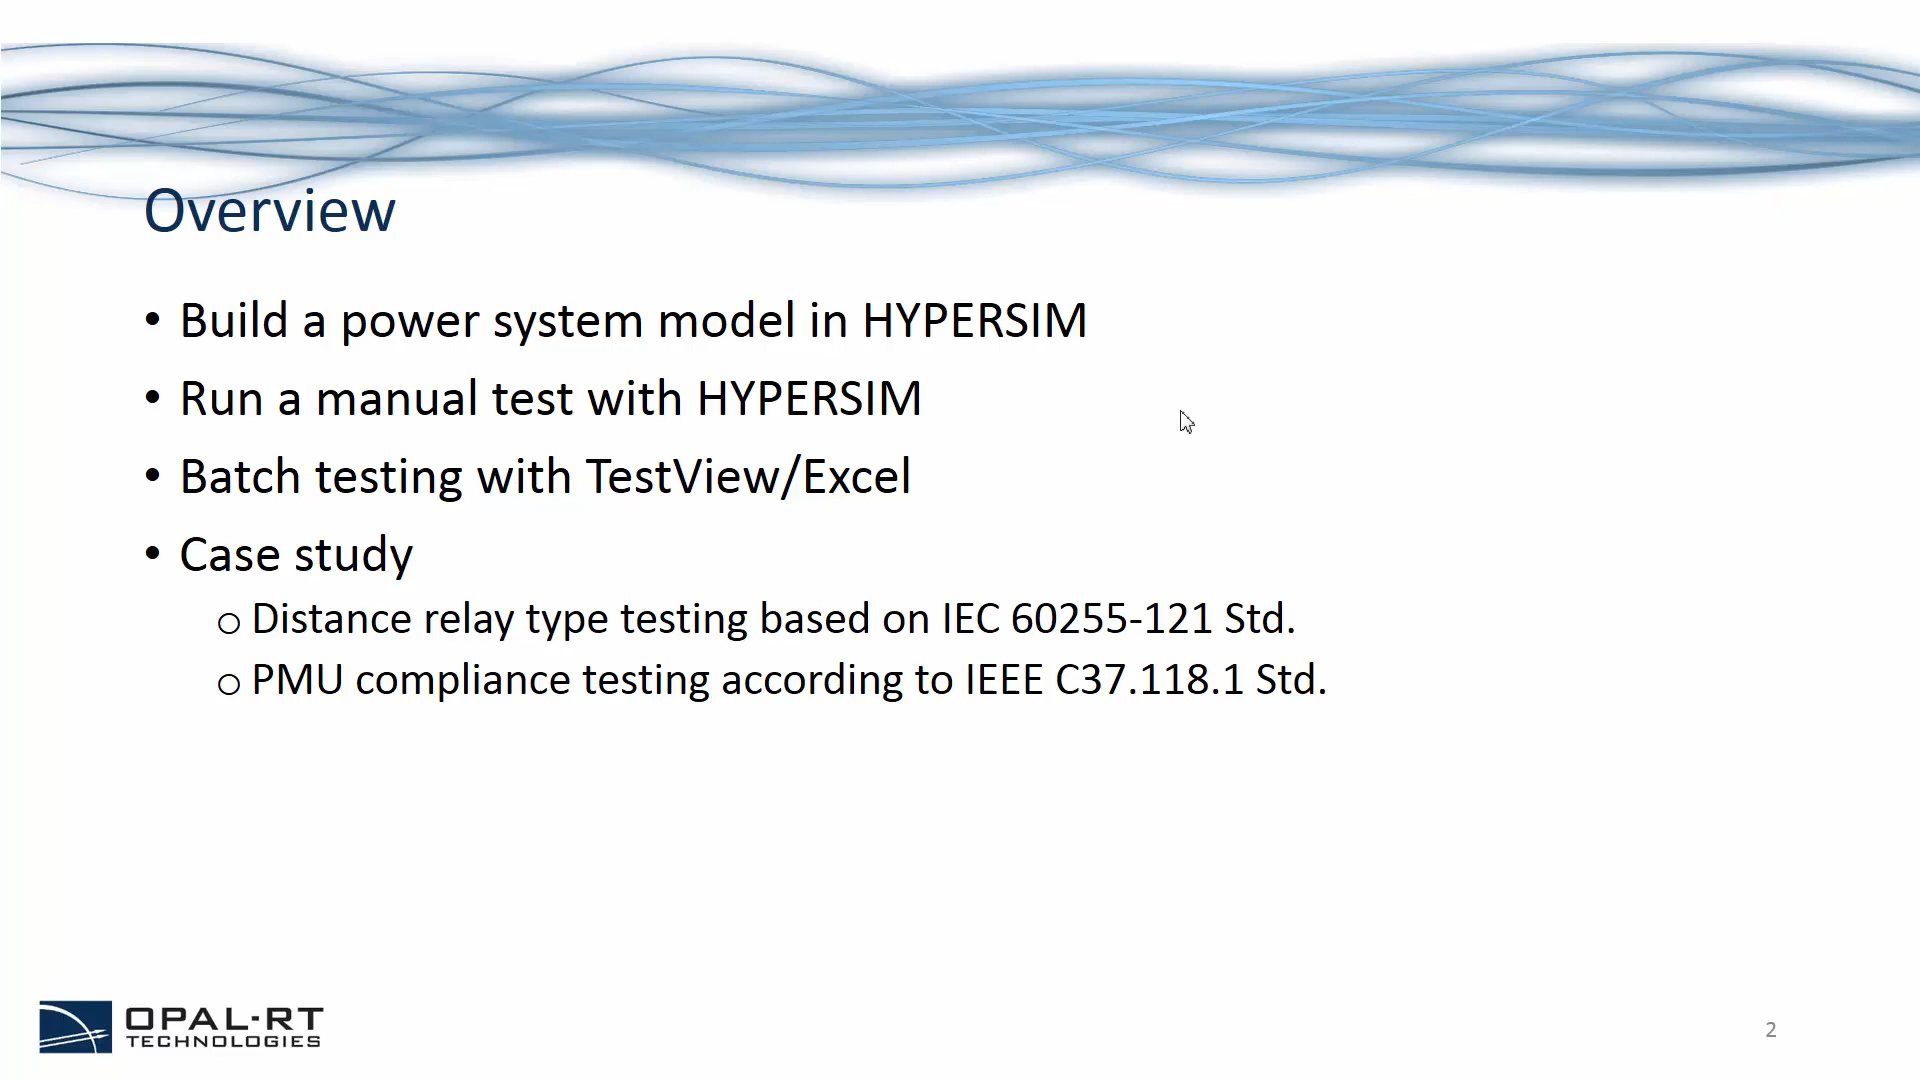 Overview
• Build a power system model in HYPERSIM
• Run a manual test with HYPERSIM
• Batch testing with TestView/Excel
• Case study
o Distance relay type testing based on IEC 60255-121 Std.
o PMU compliance testing according to IEEE C37.118.1 Std.
OPAL-RT
TECHNOLOGIES
2